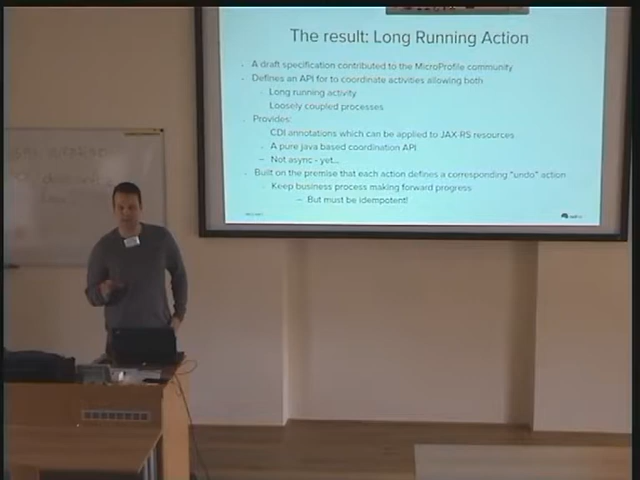 The result: Long Running Action
A draft specification contributed to the MicroProfile community
Defines an API for to coordinate activities allowing both
Long running activity
Loosely coupled processes
Provides:
CDI annotations which can be applied to JAX-RS resources
A pure java based coordination API
Not async - yet...
Built on the premise that each action defines a corresponding "undo" action
Keep business process making forward progress
But must be idempotent!